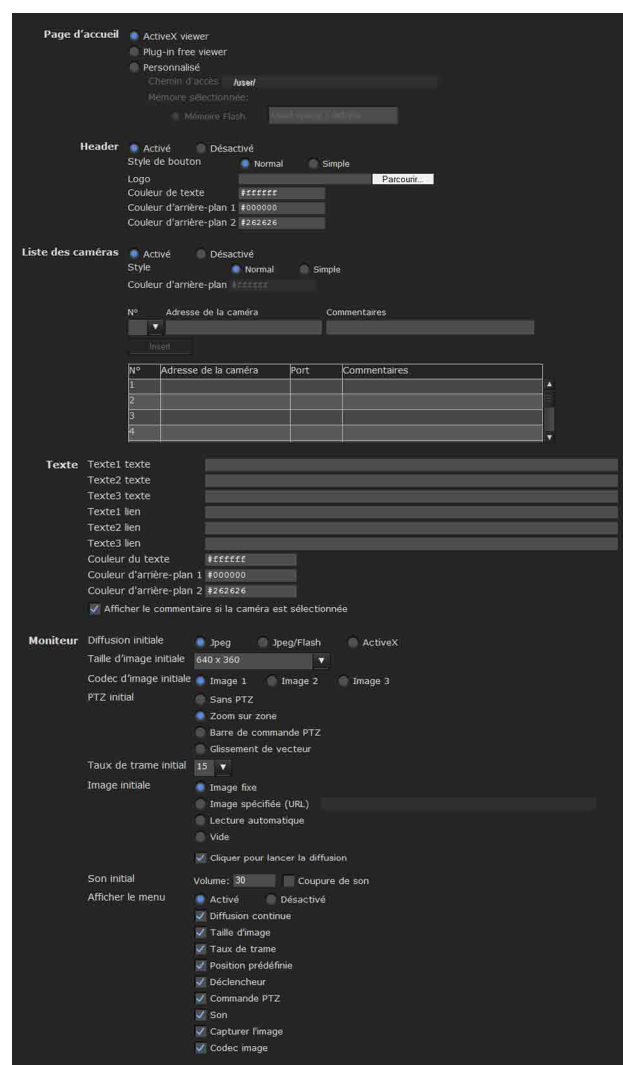 Page d'accueil ActiveX viewer
Plug-in free viewer
Personnalisé
Chemin d'accès /user/
Mémoire sélectionnée:
Mémoire Flash
Header Activé Désactivé
Style de bouton Normal Simple
Logo Parcourir...
Couleur de texte #ffffff
Couleur d'arrière-plan 1 #000000
Couleur d'arrière-plan 2 #262626
Liste des caméras Activé Désactivé
Style Normal Simple
Couleur d'arrière-plan #ffffff
N° Adresse de la caméra Commentaires
Insert
N° Adresse de la caméra Port Commentaires
1
2
3
4
Texte Texte1 texte
Texte2 texte
Texte3 texte
Texte1 lien
Texte2 lien
Texte3 lien
Couleur du texte #ffffff
Couleur d'arrière-plan 1 #000000
Couleur d'arrière-plan 2 #262626
Afficher le commentaire si la caméra est sélectionnée
Moniteur Diffusion initiale Jpeg Jpeg/Flash ActiveX
Taille d'image initiale 640 x 360
Codec d'image initiale Image 1 Image 2 Image 3
PTZ initial Sans PTZ
Zoom sur zone
Barre de commande PTZ
Glissement de vecteur
Taux de trame initial 15
Image initiale Image fixe
Image spécifiée (URL)
Lecture automatique
Vide
Cliquer pour lancer la diffusion
Son initial Volume: 30 Coupure de son
Afficher le menu Activé Désactivé
Diffusion continue
Taille d'image
Taux de trame
Position prédéfinie
Déclencheur
Commande PTZ
Son
Capturer l'image
Codec image